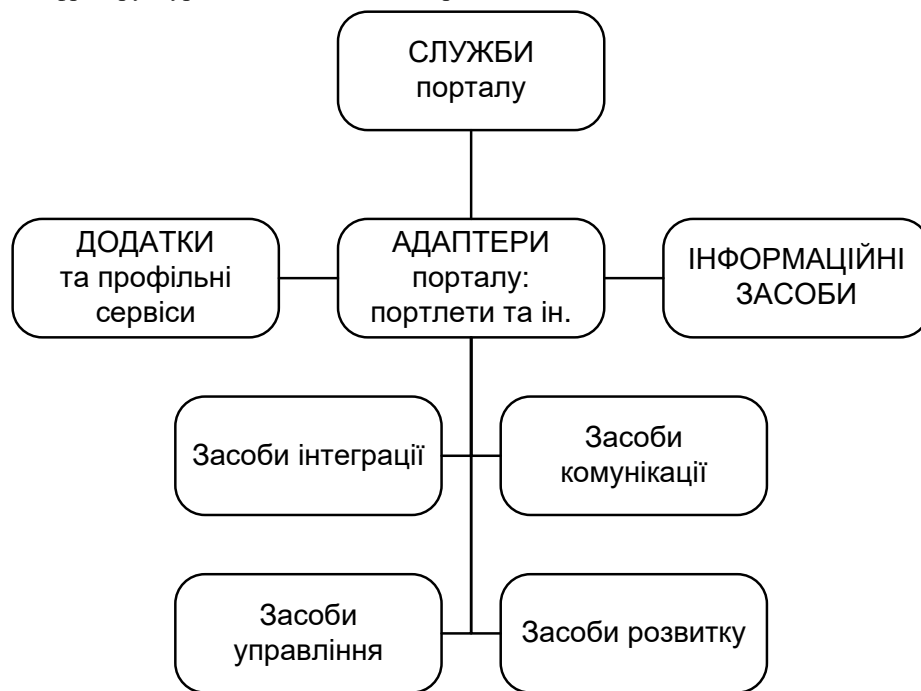 СЛУЖБИ
порталу
ДОДАТКИ
та профільні
сервіси
АДАПТЕРИ
порталу:
портлети та ін.
ІНФОРМАЦІЙНІ
ЗАСОБИ
Засоби інтеграції
Засоби
комунікації
Засоби
управління
Засоби розвитку